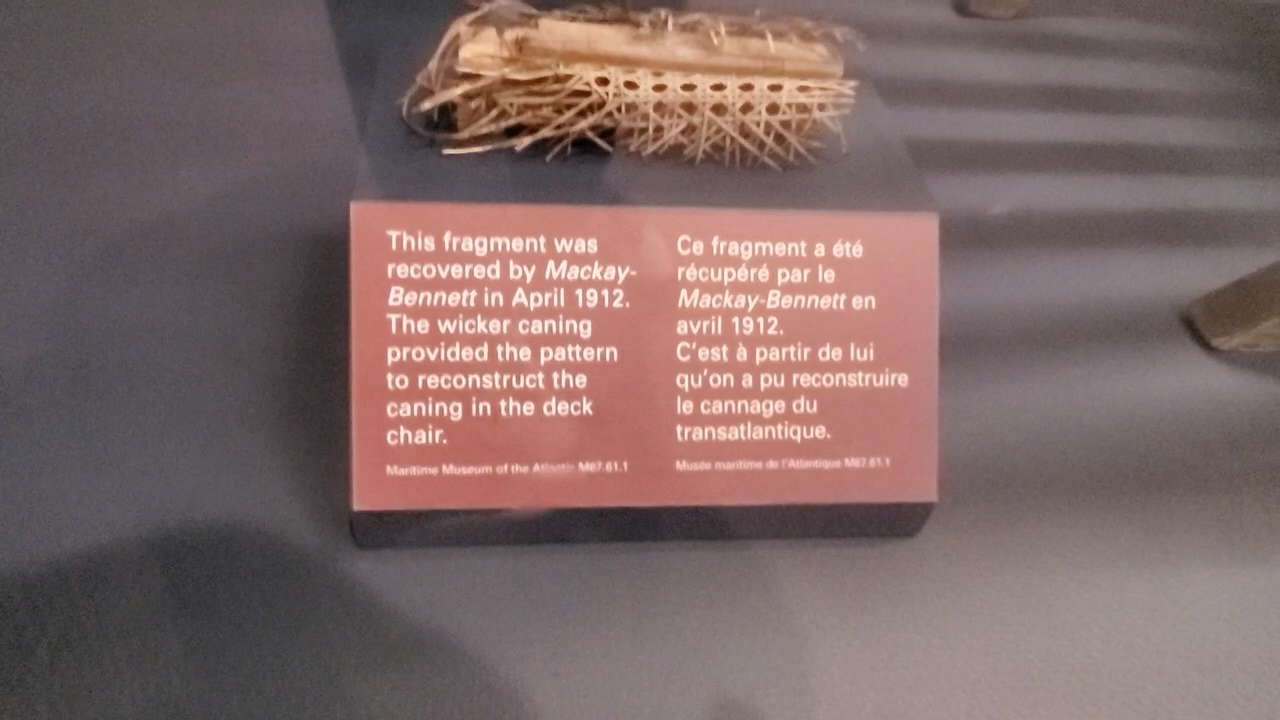 This fragment was
recovered by Mackay-
Bennett in April 1912.
The wicker caning
provided the pattern
to reconstruct the
caning in the deck
chair.
Maritime Museum of the Atlantic M67.61.1
Ce fragment a été
récupéré par le
Mackay-Bennett en
avril 1912.
C'est à partir de lui
qu'on a pu reconstruire
le cannage du
transatlantique.
Musée maritime de l'Atlantique M67.61.1